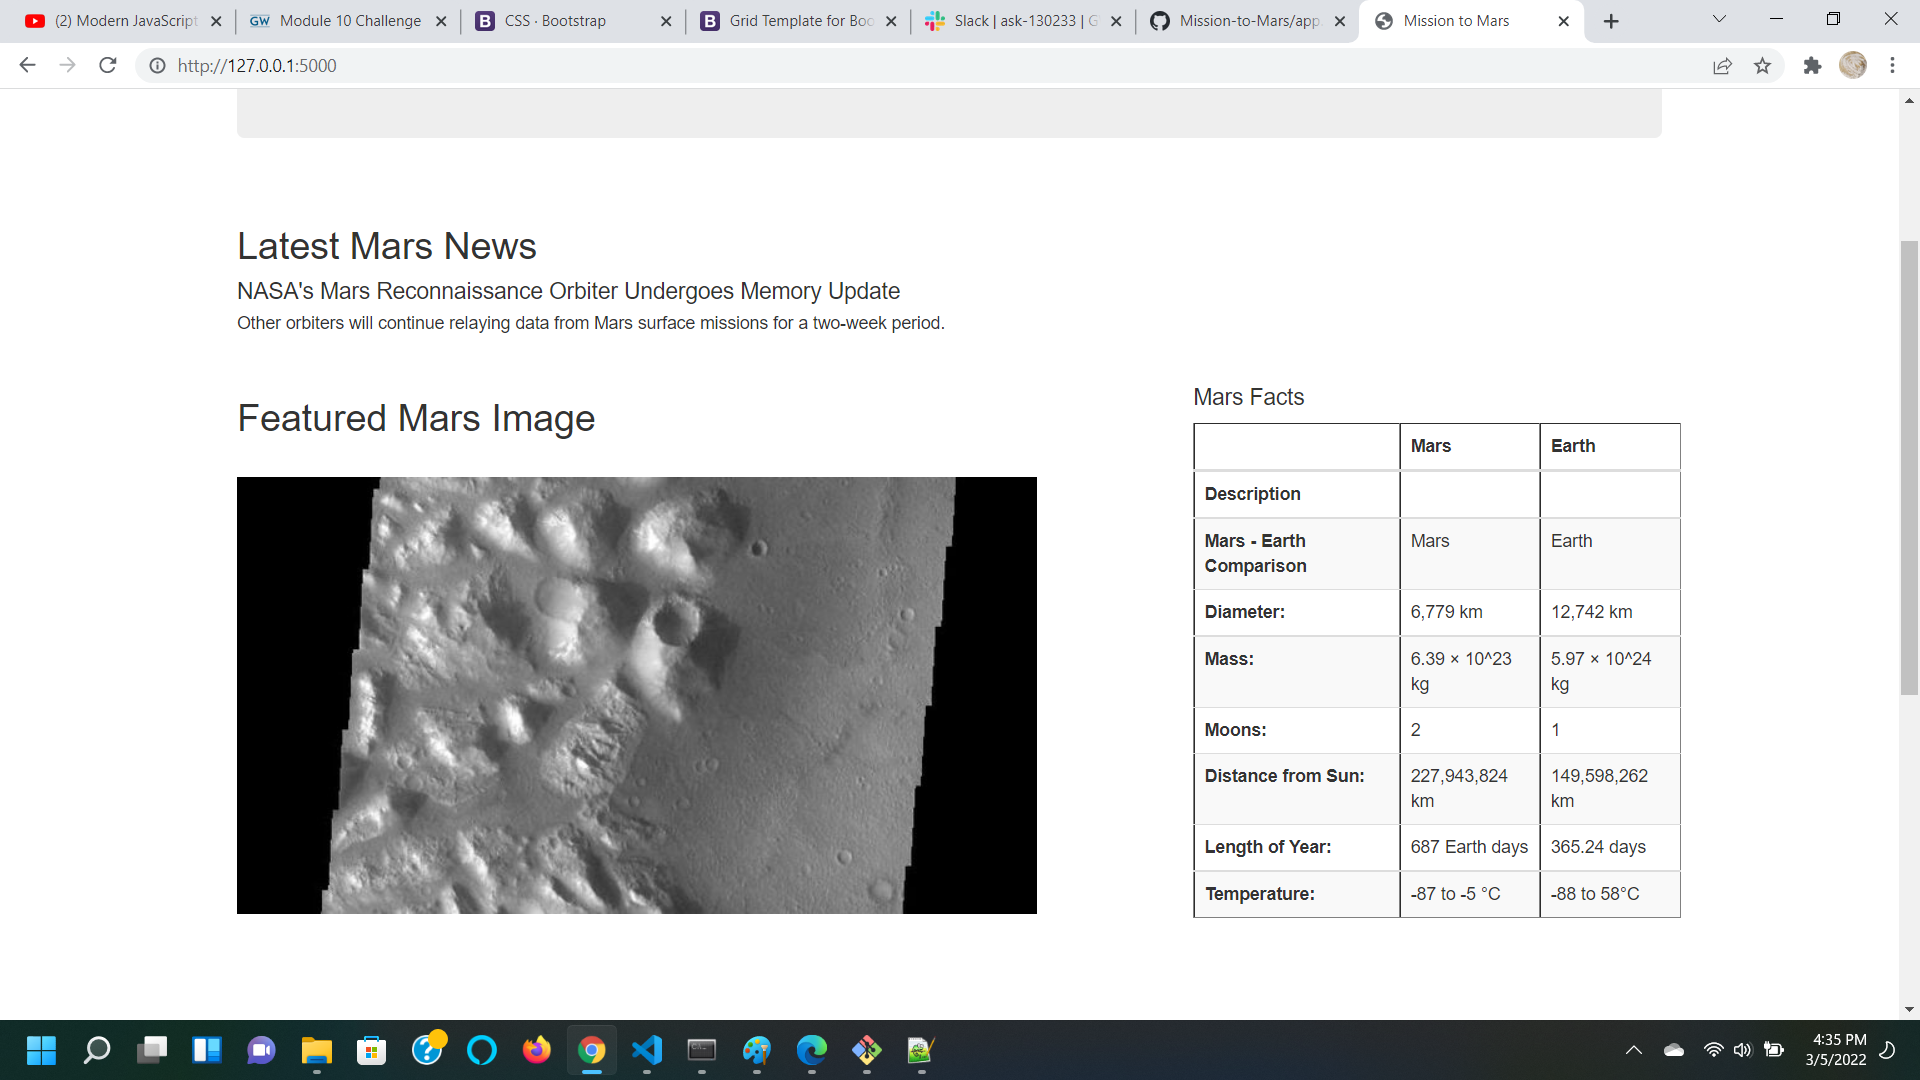 (2) Modern JavaScript
GW Module 10 Challenge
B CSS · Bootstrap
B Grid Template for Boo
Slack | ask-130233 | G
Mission-to-Mars/app.
Mission to Mars
http://127.0.0.1:5000
Latest Mars News
NASA's Mars Reconnaissance Orbiter Undergoes Memory Update
Other orbiters will continue relaying data from Mars surface missions for a two-week period.
Featured Mars Image
Mars Facts
Mars Earth
Description
Mars - Earth Mars Earth
Comparison
Diameter: 6,779 km 12,742 km
Mass: 6.39 × 10^23 5.97 × 10^24
kg kg
Moons: 2 1
Distance from Sun: 227,943,824 149,598,262
km km
Length of Year: 687 Earth days 365.24 days
Temperature: -87 to -5 °C -88 to 58°C
4:35 PM
3/5/2022